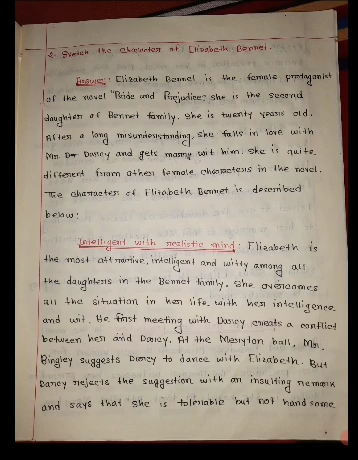 Sketch the character of Elizabeth Bennet.
Answer: Elizabeth Bennet is the female protagonist
of the novel "Pride and Prejudice". She is the second
daughter of Bennet family. She is twenty years old.
After a long misunderstanding, she falls in love with
Mr. Darcy and gets marry wit him. She is quite
different from other female characters in the novel.
The character of Elizabeth Bennet is described
below:
Intelligent with realistic mind: Elizabeth is
the most attractive, intelligent and witty among all
the daughters in the Bennet family. She overcomes
all the situation in her life with her intelligence
and wit. He first meeting with Darcy creats a conflict
between her and Darcy. At the Meryton ball, Mr.
Bingley suggests Darcy to dance with Elizabeth. But
Darcy rejects the suggestion with an insulting remark
and says that she is tolerable but not handsome